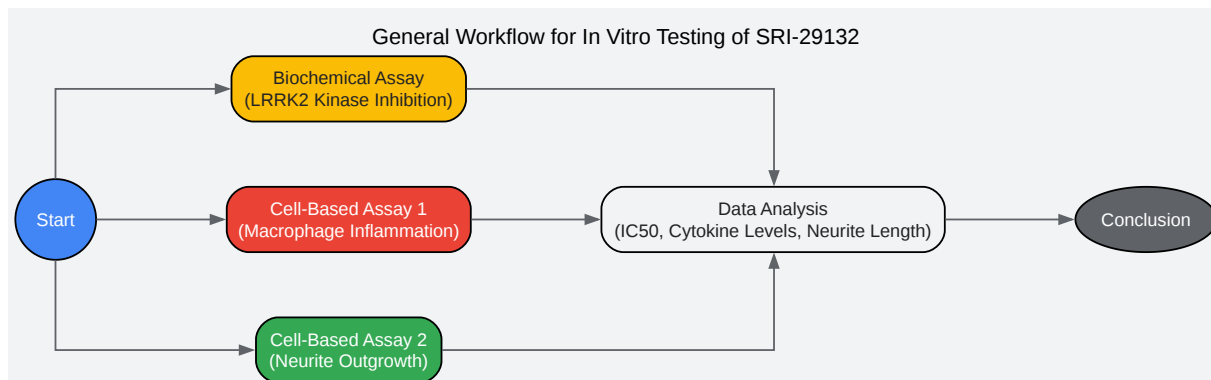 General Workflow for In Vitro Testing of SRI-29132
Biochemical Assay
(LRRK2 Kinase Inhibition)
Start
Cell-Based Assay 1
(Macrophage Inflammation)
Data Analysis
(IC50, Cytokine Levels, Neurite Length)
Conclusion
Cell-Based Assay 2
(Neurite Outgrowth)